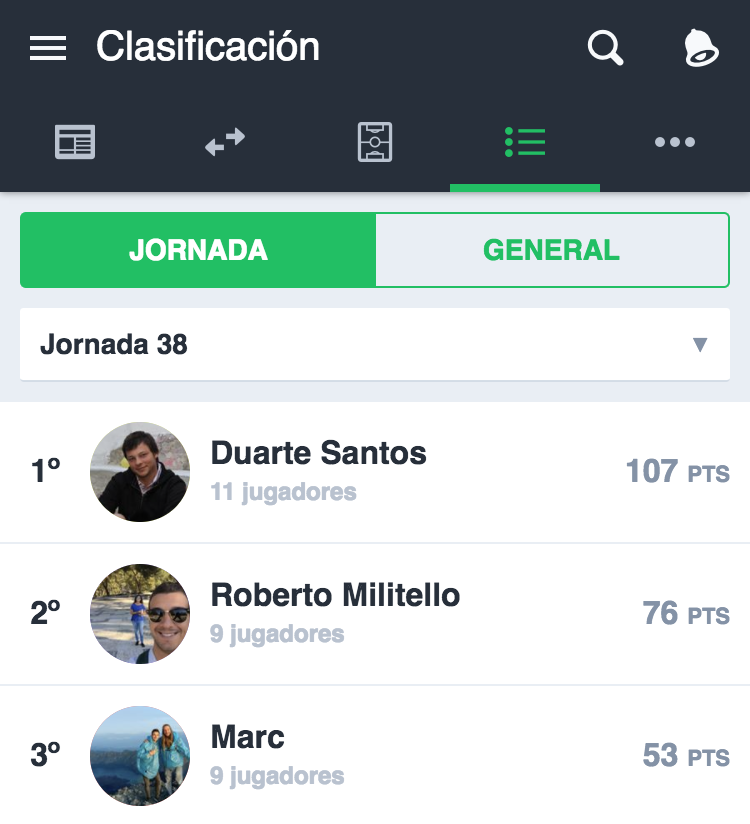 Clasificación
JORNADA
GENERAL
Jornada 38
1º
Duarte Santos
11 jugadores
107 PTS
2º
Roberto Militello
9 jugadores
76 PTS
3º
Marc
9 jugadores
53 PTS